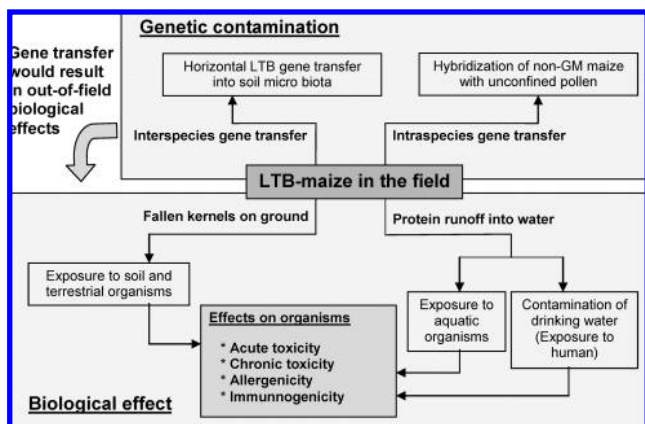 Genetic contamination
Gene transfer
would result
n out-of-field
biological
effects
Horizontal LTB gene transfer
into soil micro biota
Hybridization of non-GM maize
with unconfined pollen
Interspecies gene transfer
Intraspecies gene transfer
LTB-maize in the field
Fallen kernels on ground
Protein runoff into water
Exposure to soil and
terrestrial organisms
Effects on organisms
* Acute toxicity
* Chronic toxicity
* Allergenicity
* Immunnogenicity
Exposure to
aquatic
organisms
Contamination of
drinking water
(Exposure to
human)
Biological effect